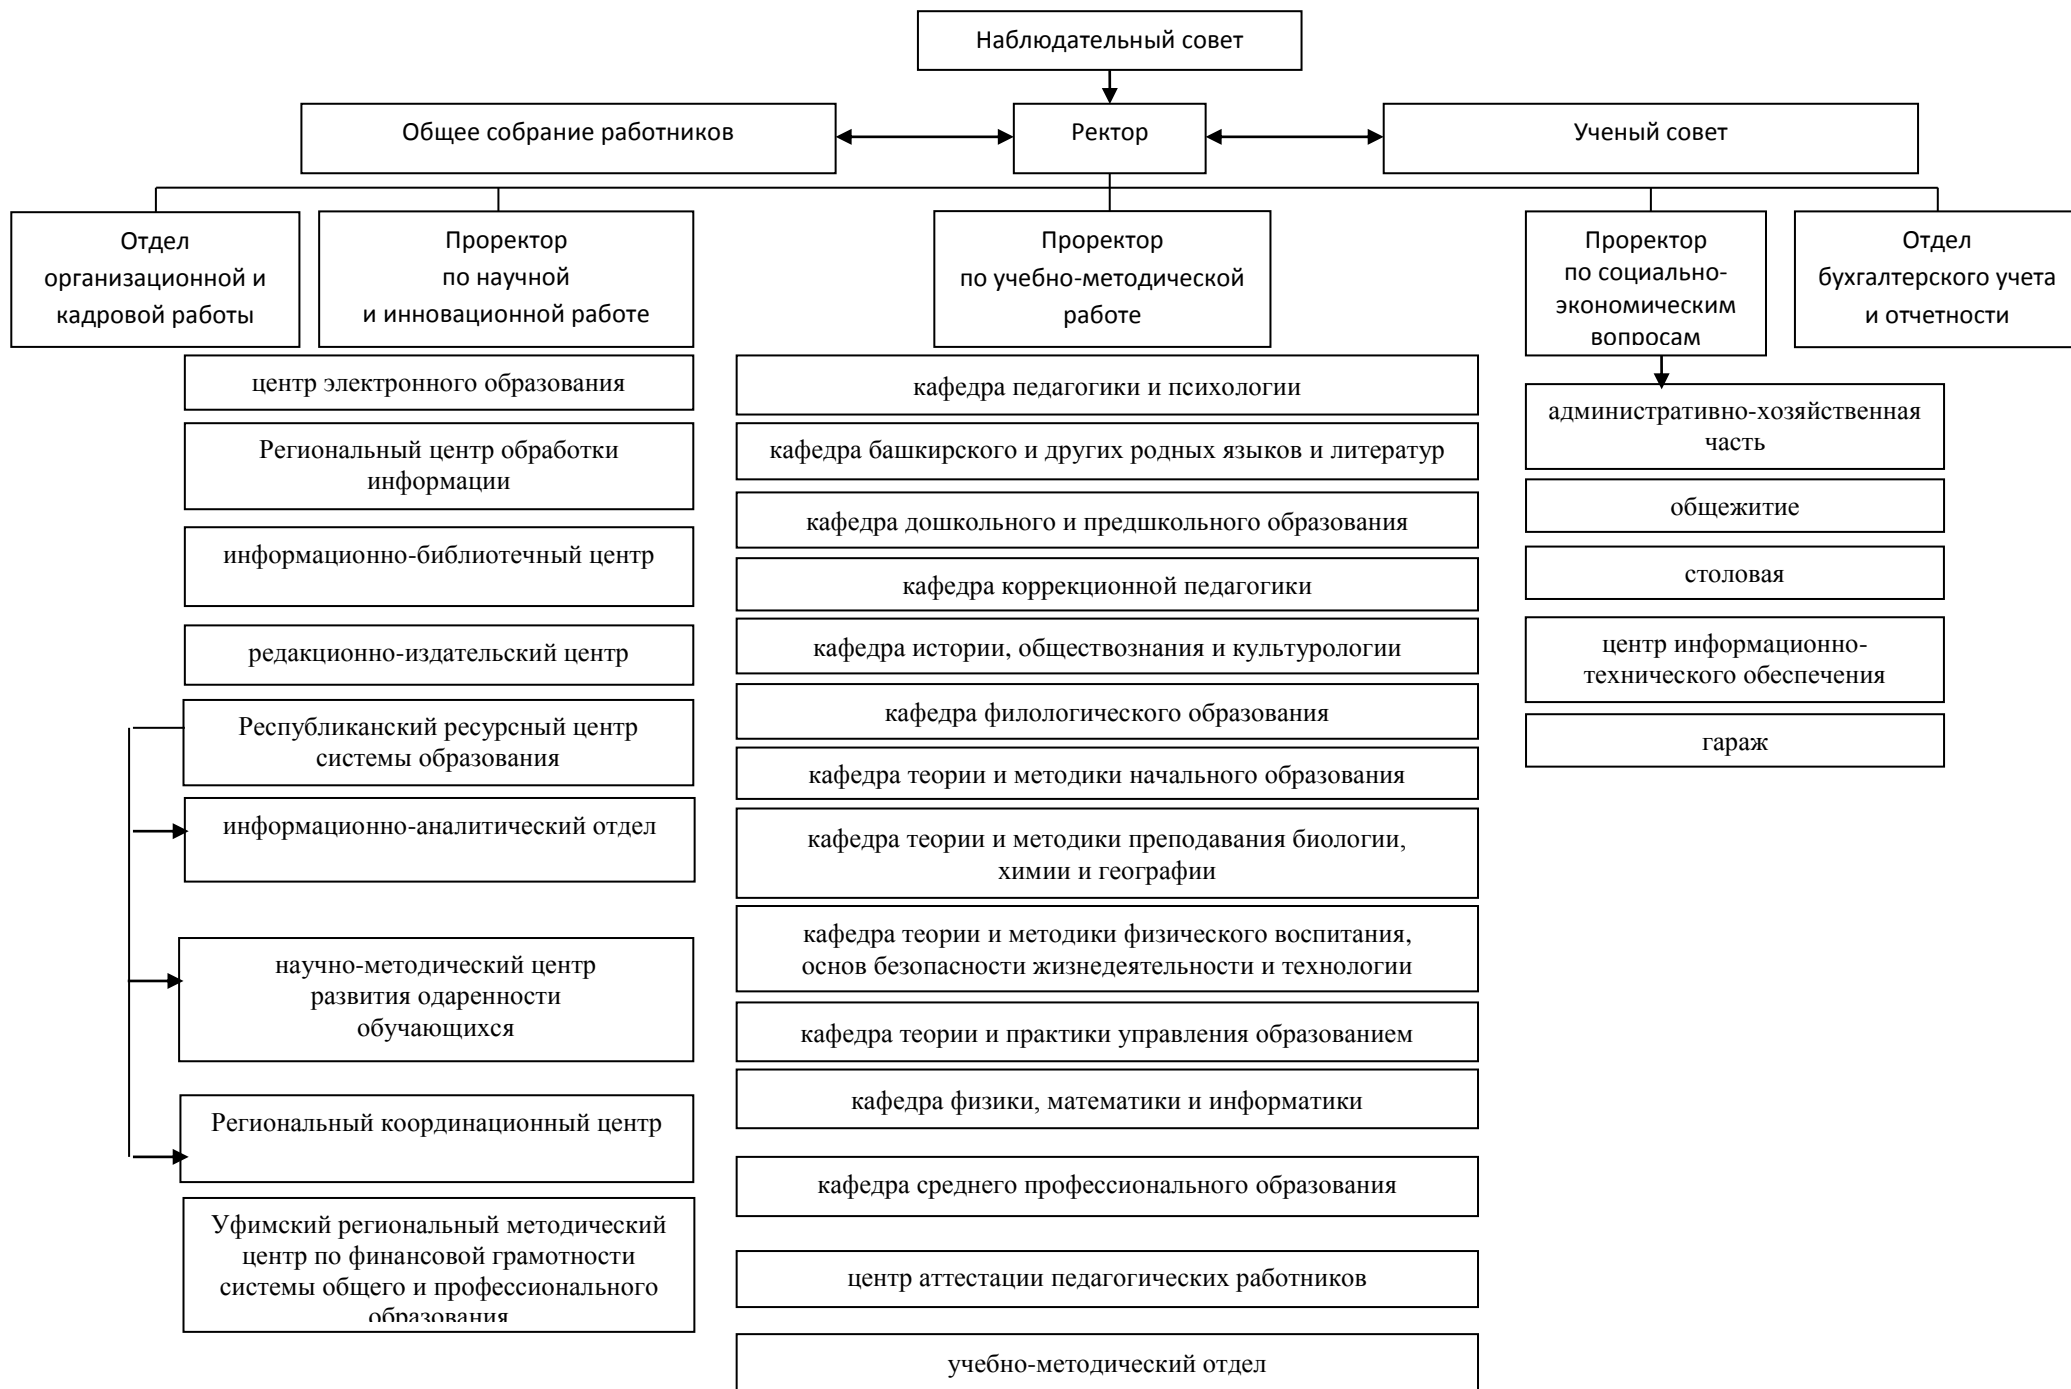 Наблюдательный совет
Общее собрание работников
Ректор
Ученый совет
Отдел
организационной и
кадровой работы
Проректор
по научной
и инновационной работе
Проректор
по учебно-методической
работе
Проректор
по социально-
экономическим
вопросам
Отдел
бухгалтерского учета
и отчетности
центр электронного образования
Региональный центр обработки
информации
информационно-библиотечный центр
редакционно-издательский центр
Республиканский ресурсный центр
системы образования
информационно-аналитический отдел
научно-методический центр
развития одаренности
обучающихся
Региональный координационный центр
Уфимский региональный методический
центр по финансовой грамотности
системы общего и профессионального
образования
кафедра педагогики и психологии
кафедра башкирского и других родных языков и литератур
кафедра дошкольного и предшкольного образования
кафедра коррекционной педагогики
кафедра истории, обществознания и культурологии
кафедра филологического образования
кафедра теории и методики начального образования
кафедра теории и методики преподавания биологии,
химии и географии
кафедра теории и методики физического воспитания,
основ безопасности жизнедеятельности и технологии
кафедра теории и практики управления образованием
кафедра физики, математики и информатики
кафедра среднего профессионального образования
центр аттестации педагогических работников
учебно-методический отдел
административно-хозяйственная
часть
общежитие
столовая
центр информационно-
технического обеспечения
гараж